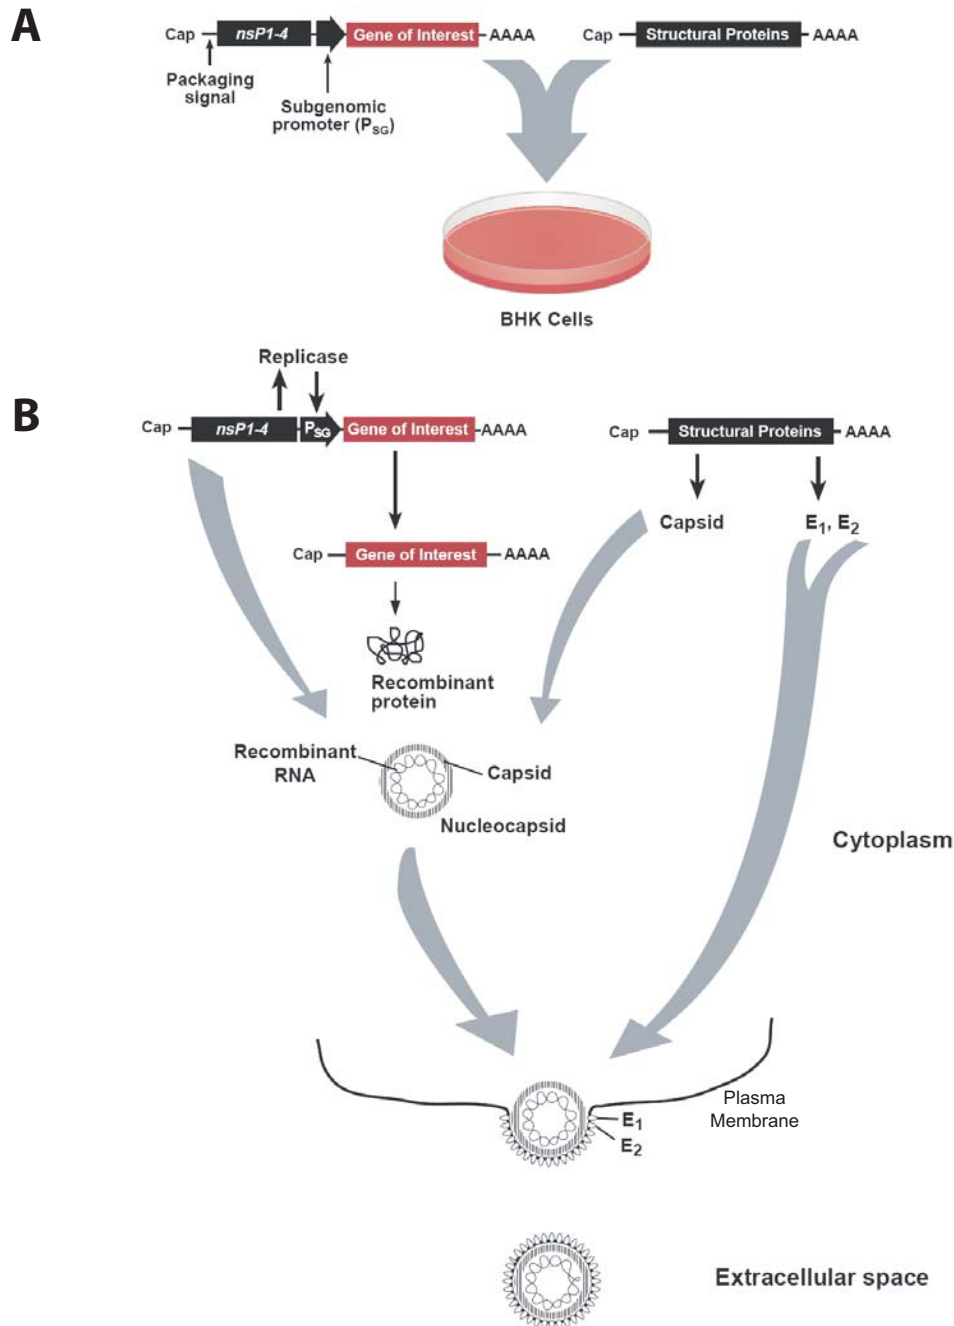 A
Cap
nsP1-4
Gene of Interest
AAAA
Cap
Structural Proteins
AAAA
Packaging
signal
Subgenomic
promoter (PSG)
BHK Cells
B
Replicase
Cap
nsP1-4
PSG
Gene of Interest
AAAA
Cap
Structural Proteins
AAAA
Capsid
E1, E2
Cap
Gene of Interest
AAAA
Recombinant
protein
Recombinant
RNA
Capsid
Nucleocapsid
Cytoplasm
Plasma
Membrane
E1
E2
Extracellular space